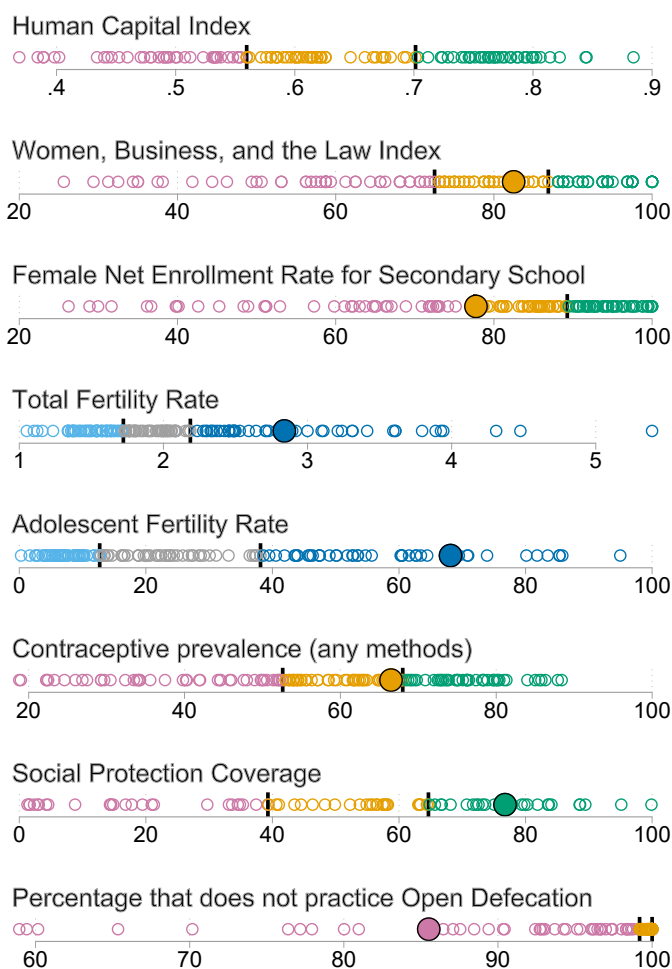 Human Capital Index
.4 .5 .6 .7 .8 .9
Women, Business, and the Law Index
20 40 60 80 100
Female Net Enrollment Rate for Secondary School
20 40 60 80 100
Total Fertility Rate
1 2 3 4 5
Adolescent Fertility Rate
0 20 40 60 80 100
Contraceptive prevalence (any methods)
20 40 60 80 100
Social Protection Coverage
0 20 40 60 80 100
Percentage that does not practice Open Defecation
60 70 80 90 100